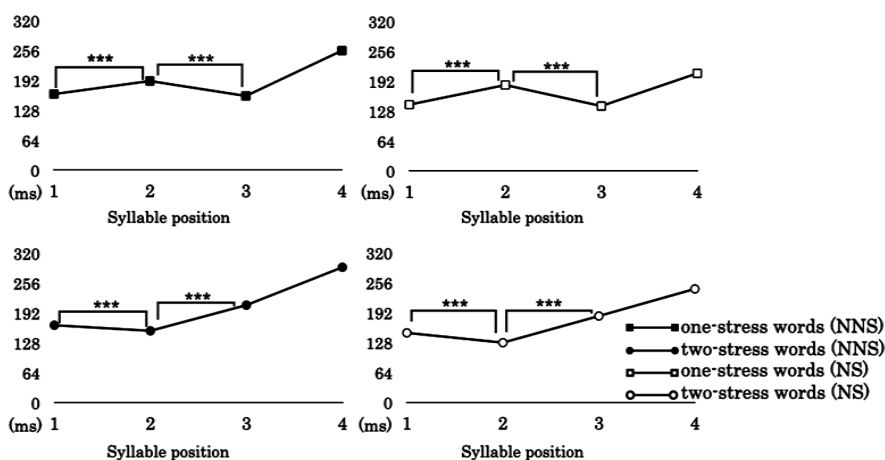 320
256
192
128
64
0
(ms) 1 2 3 4
Syllable position
*** ***
320
256
192
128
64
0
(ms) 1 2 3 4
Syllable position
*** ***
320
256
192
128
64
0
(ms) 1 2 3 4
Syllable position
*** ***
320
256
192
128
64
0
(ms) 1 2 3 4
Syllable position
*** ***
one-stress words (NNS)
two-stress words (NNS)
one-stress words (NS)
two-stress words (NS)